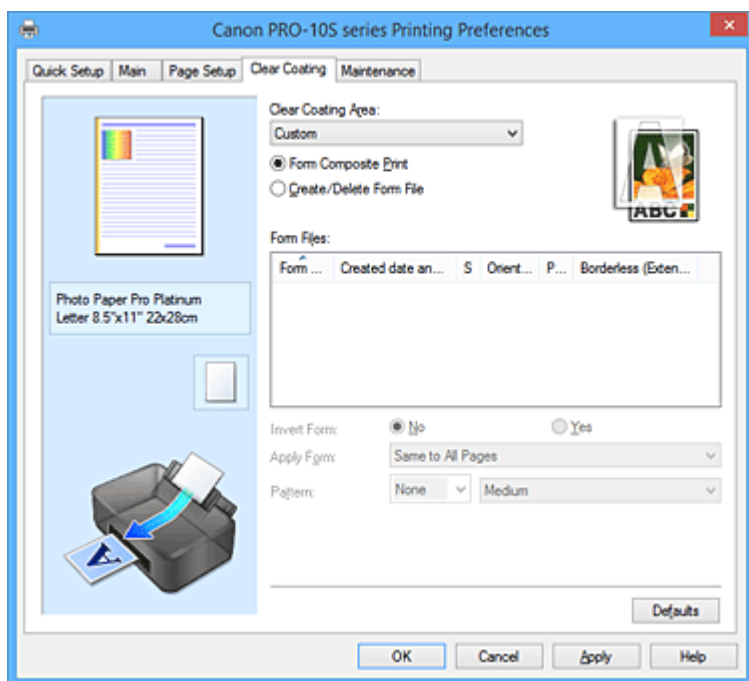 Canon PRO-10S series Printing Preferences
Quick Setup Main Page Setup Clear Coating Maintenance
Clear Coating Area:
Custom
Form Composite Print
Create/Delete Form File
ABC
Form Files:
Form ... Created date an... S Orient... P... Borderless (Exten...
Photo Paper Pro Platinum
Letter 8.5"x11" 22x28cm
Invert Form: No Yes
Apply Form: Same to All Pages
Pattern: None Medium
A
Defaults
OK Cancel Apply Help